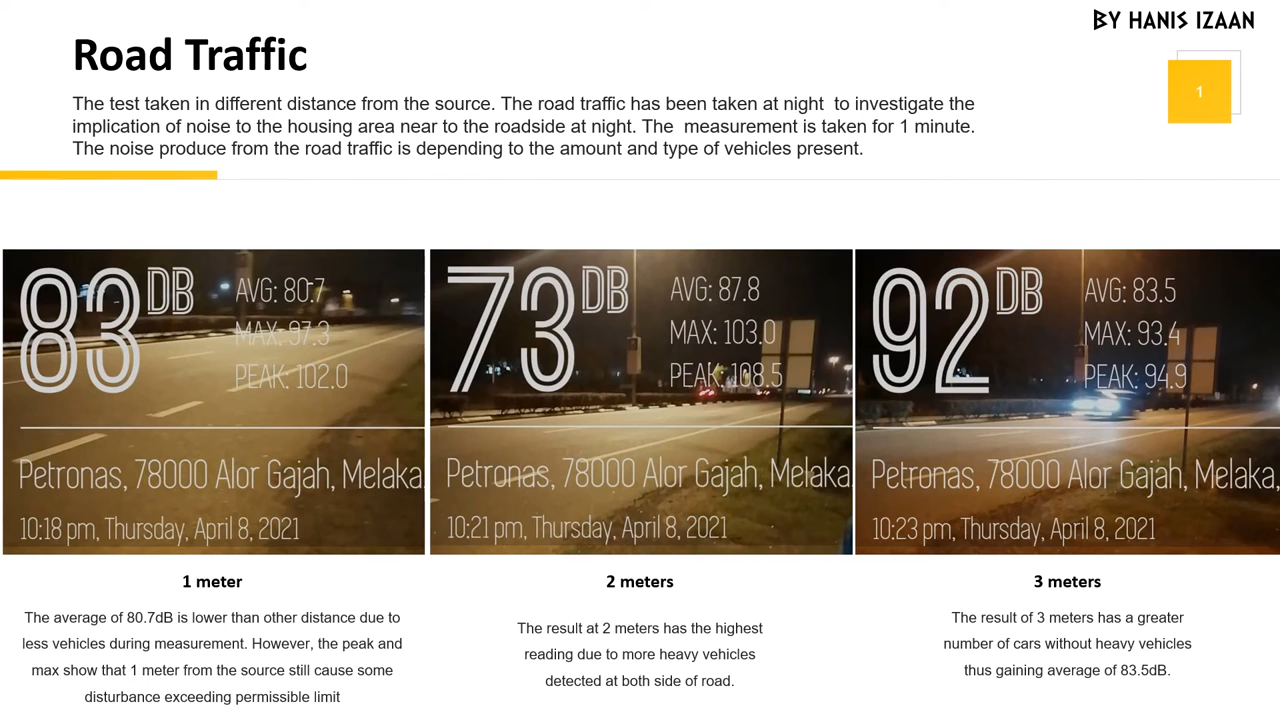 BY HANIS IZAAN
Road Traffic
1
The test taken in different distance from the source. The road traffic has been taken at night to investigate the
implication of noise to the housing area near to the roadside at night. The measurement is taken for 1 minute.
The noise produce from the road traffic is depending to the amount and type of vehicles present.
83 DB
AVG: 80.7
MAX: 97.3
PEAK: 102.0
Petronas, 78000 Alor Gajah, Melaka,
10:18 pm, Thursday, April 8, 2021
73 DB
AVG: 87.8
MAX: 103.0
PEAK: 108.5
Petronas, 78000 Alor Gajah, Melaka
10:21 pm, Thursday, April 8, 2021
92 DB
AVG: 83.5
MAX: 93.4
PEAK: 94.9
Petronas, 78000 Alor Gajah, Melaka,
10:23 pm, Thursday, April 8, 2021
1 meter
The average of 80.7dB is lower than other distance due to
less vehicles during measurement. However, the peak and
max show that 1 meter from the source still cause some
disturbance exceeding permissible limit
2 meters
The result at 2 meters has the highest
reading due to more heavy vehicles
detected at both side of road.
3 meters
The result of 3 meters has a greater
number of cars without heavy vehicles
thus gaining average of 83.5dB.